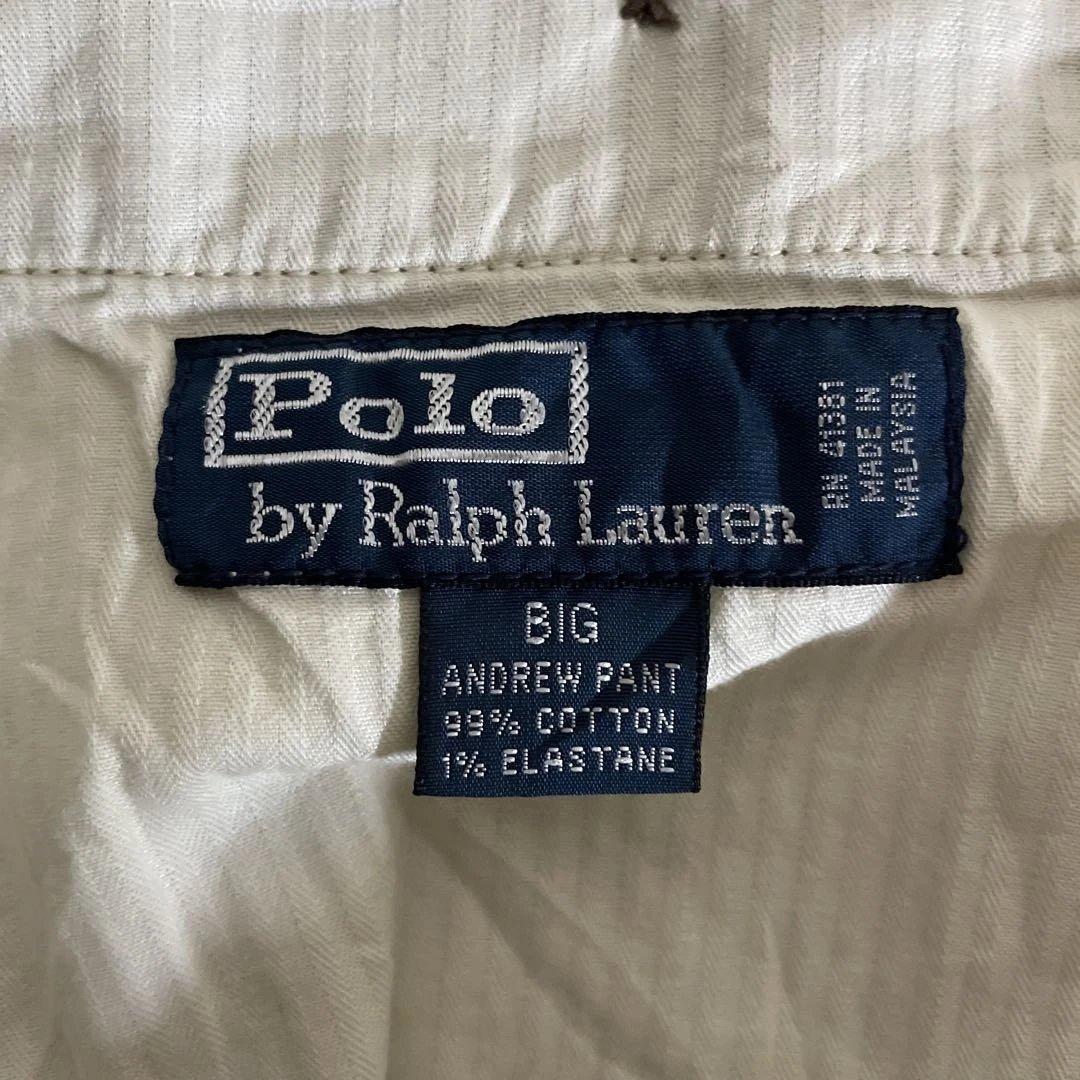 Polo
by Ralph Lauren
RN 41381
MADE IN
MALAYSIA
BIG
ANDREW PANT
99% COTTON
1% ELASTANE